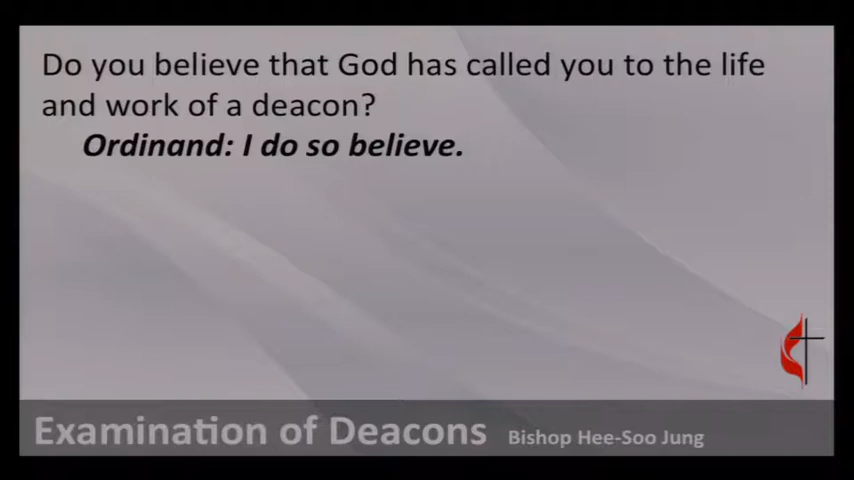 Do you believe that God has called you to the life
and work of a deacon?
Ordinand: I do so believe.
Examination of Deacons Bishop Hee-Soo Jung